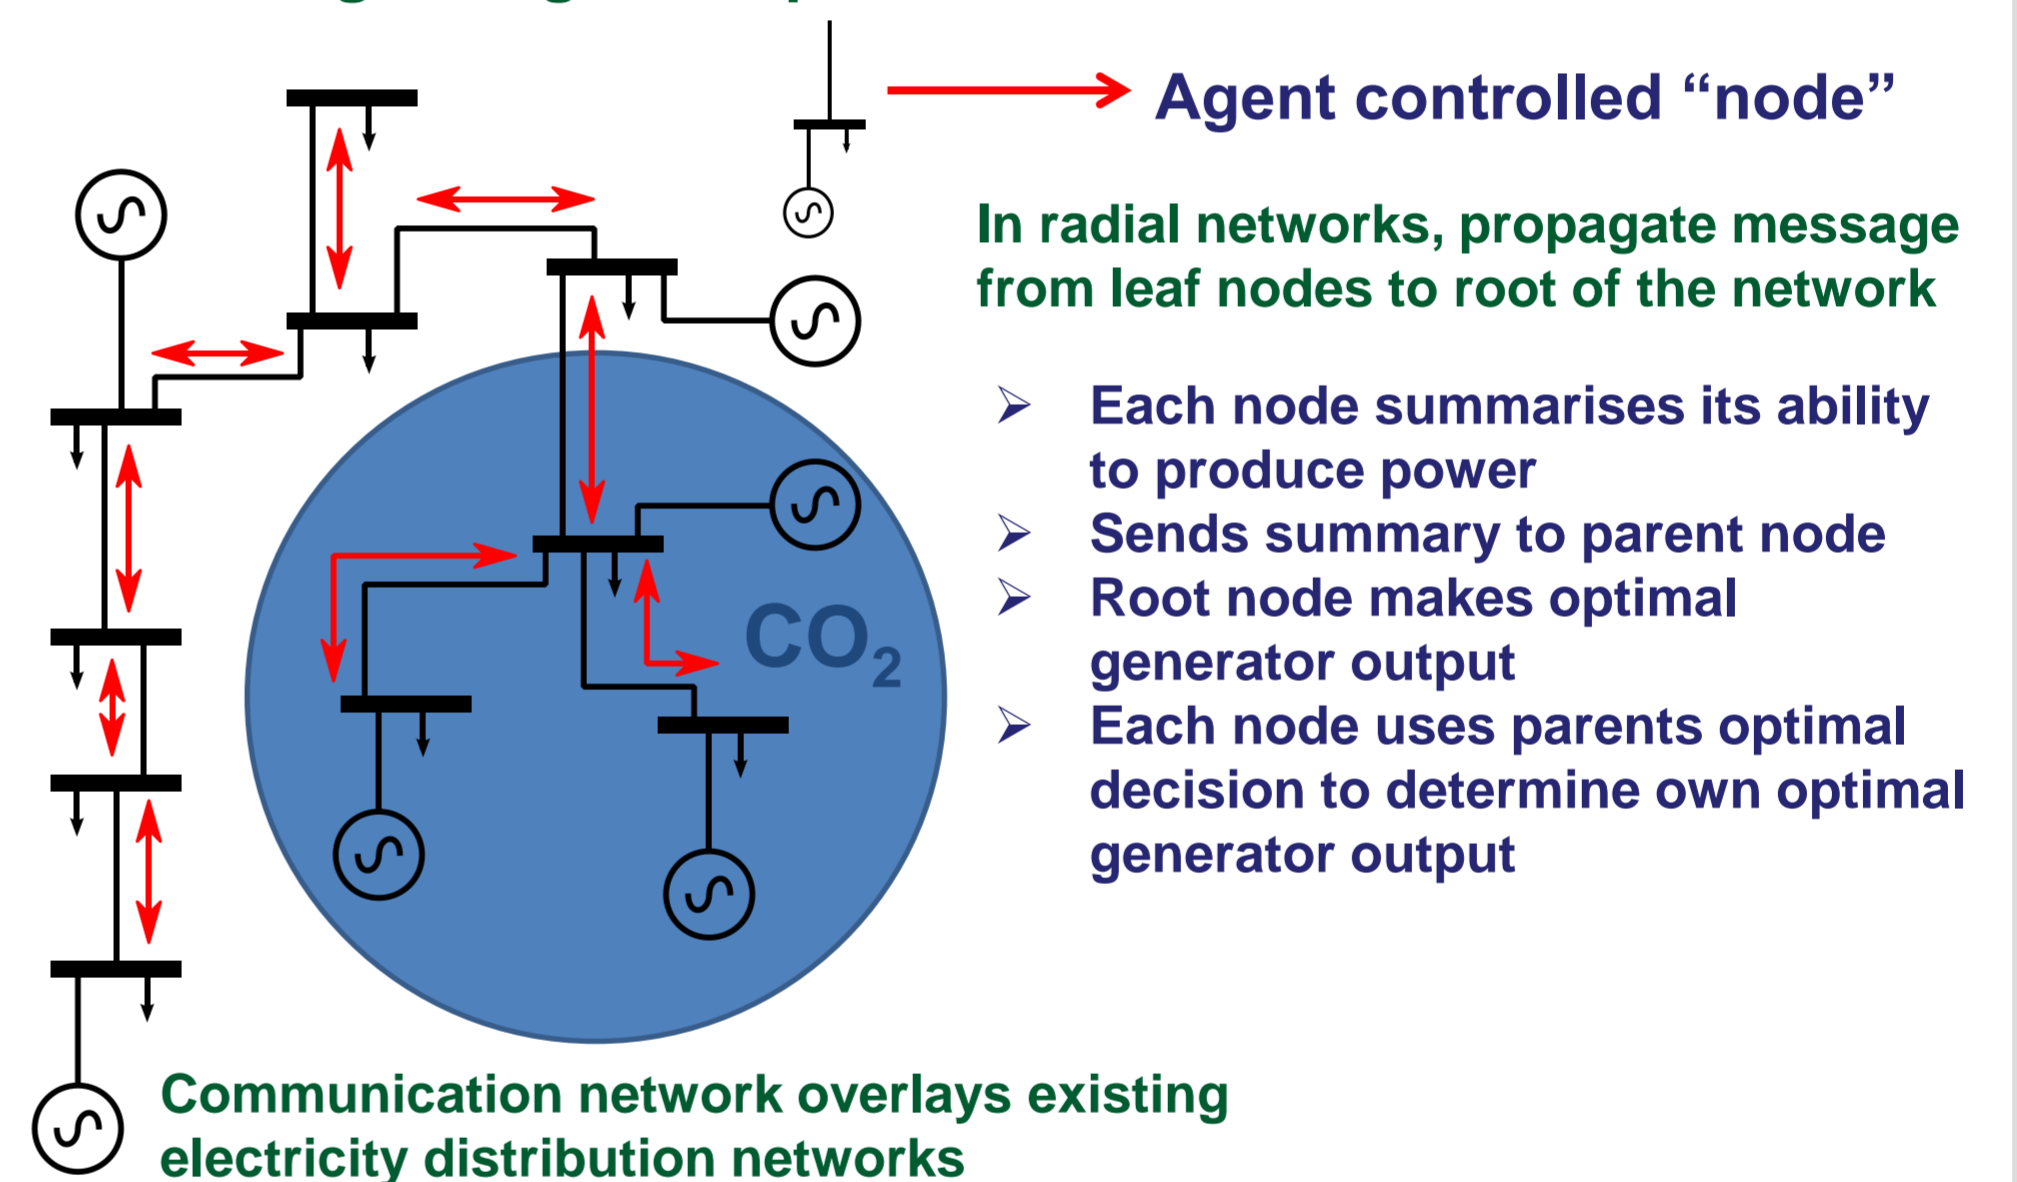 Agent controlled “node”
In radial networks, propagate message
from leaf nodes to root of the network
➢ Each node summarises its ability
to produce power
➢ Sends summary to parent node
➢ Root node makes optimal
generator output
➢ Each node uses parents optimal
decision to determine own optimal
generator output
CO₂
Communication network overlays existing
electricity distribution networks